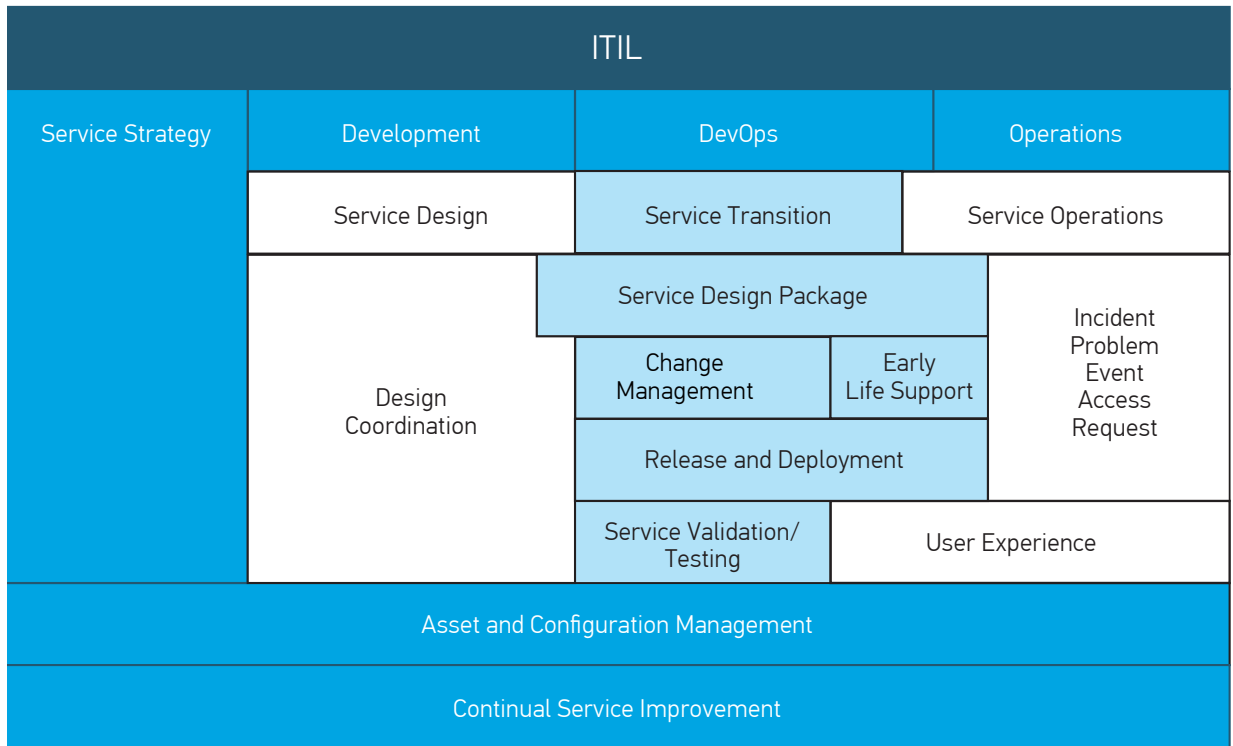 ITIL
Service Strategy
Development
DevOps
Operations
Service Design
Service Transition
Service Operations
Service Design Package
Incident
Problem
Event
Access
Request
Change
Management
Early
Life Support
Design
Coordination
Release and Deployment
Service Validation/
Testing
User Experience
Asset and Configuration Management
Continual Service Improvement